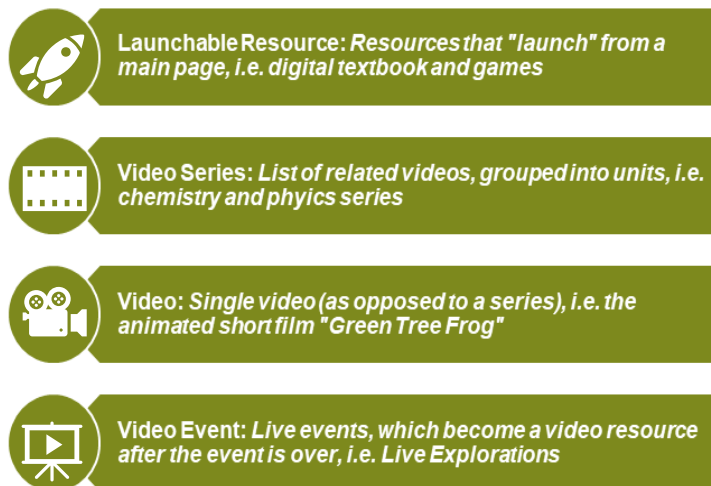 Launchable Resource: Resources that "launch" from a
main page, i.e. digital textbook and games
Video Series: List of related videos, grouped into units, i.e.
chemistry and phyics series
Video: Single video (as opposed to a series), i.e. the
animated short film "Green Tree Frog"
Video Event: Live events, which become a video resource
after the event is over, i.e. Live Explorations